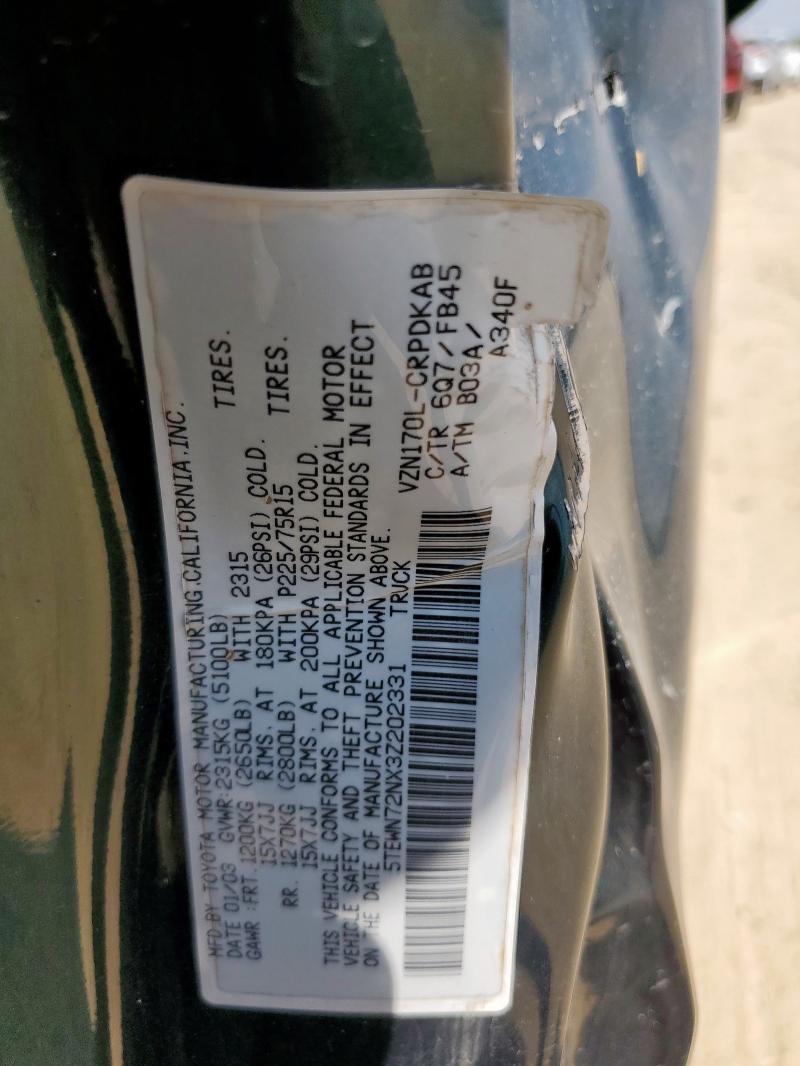 MFD.BY TOYOTA MOTOR MANUFACTURING,CALIFORNIA,INC.
DATE 01/03 GVWR:2315KG (5100LB)
GAWR :FRT.1200KG (2650LB) WITH 2315 TIRES.
15X7JJ RIMS. AT 180KPA (26PSI) COLD.
RR. 1270KG (2800LB) WITH P225/75R15 TIRES.
15X7JJ RIMS. AT 200KPA (29PSI) COLD.
THIS VEHICLE CONFORMS TO ALL APPLICABLE FEDERAL MOTOR
VEHICLE SAFETY AND THEFT PREVENTION STANDARDS IN EFFECT
ON THE DATE OF MANUFACTURE SHOWN ABOVE.
5TEWN72NX3Z202331 TRUCK
VZN170L-CRPDKAB
C/TR 6Q7/FB45
A/TM B03A/
A340F